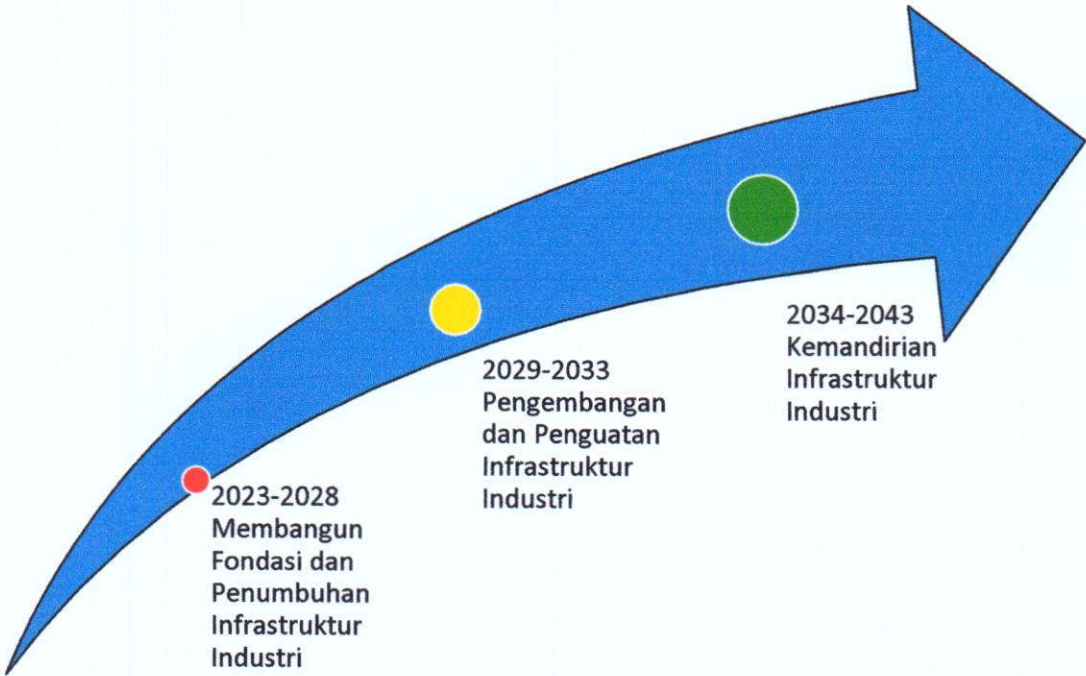 2023-2028
Membangun
Fondasi dan
Penumbuhan
Infrastruktur
Industri
2029-2033
Pengembangan
dan Penguatan
Infrastruktur
Industri
2034-2043
Kemandirian
Infrastruktur
Industri